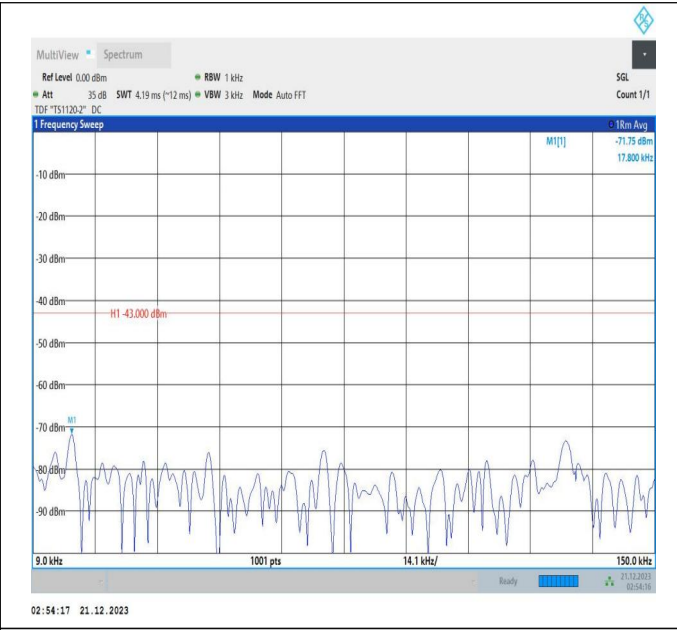 R S
MultiView Spectrum
Ref Level 0.00 dBm RBW 1 kHz SGL
Att 35 dB SWT 4.19 ms (~12 ms) VBW 3 kHz Mode Auto FFT Count 1/1
TDF "TS1120-2" DC
1 Frequency Sweep 1Rm Avg
M1[1] -71.75 dBm
17.800 kHz
-10 dBm
-20 dBm
-30 dBm
-40 dBm
H1 -43.000 dBm
-50 dBm
-60 dBm
M1
-70 dBm
-80 dBm
-90 dBm
9.0 kHz 1001 pts 14.1 kHz/ 150.0 kHz
Ready 21.12.2023
02:54:16
02:54:17 21.12.2023